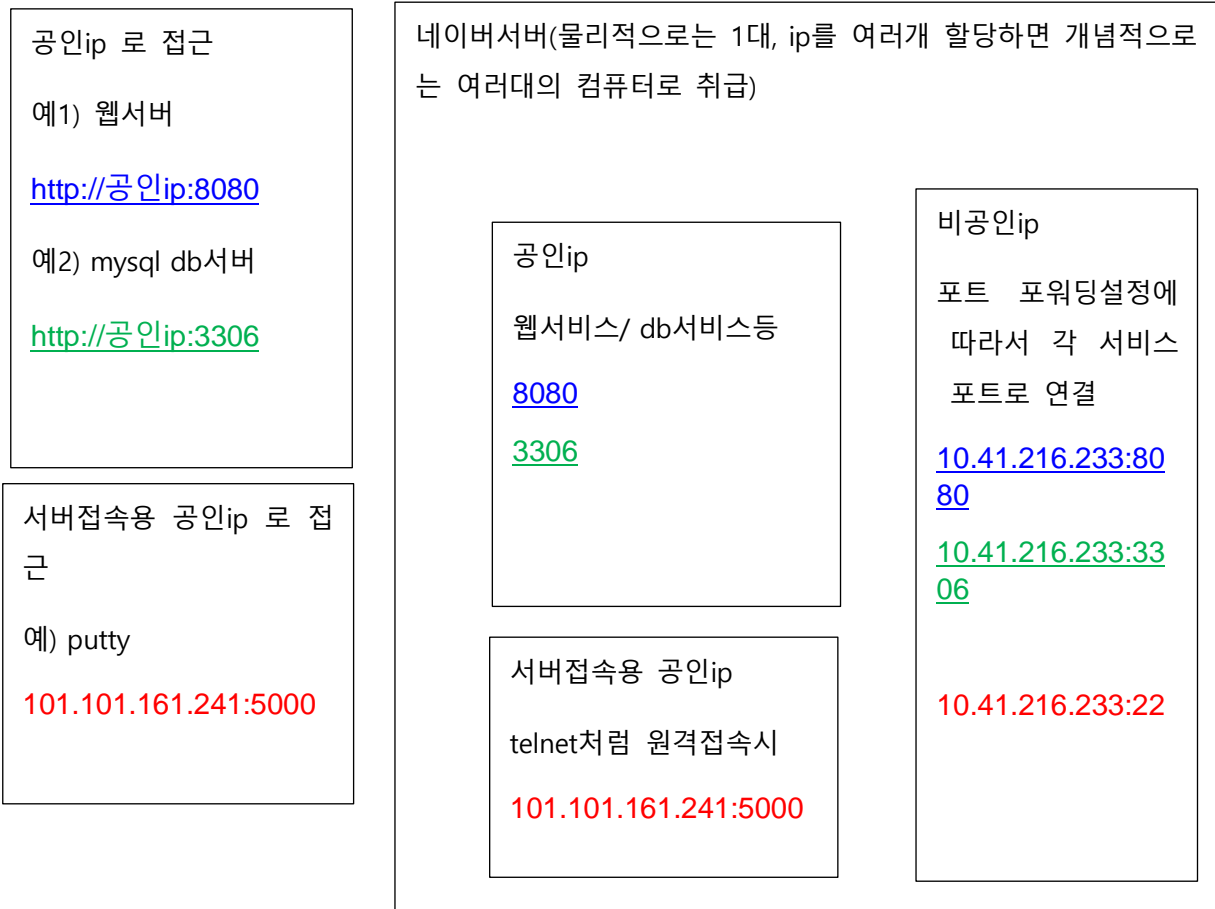 공인ip 로 접근
예1) 웹서버
http://공인ip:8080
예2) mysql db서버
http://공인ip:3306
서버접속용 공인ip 로 접
근
예) putty
101.101.161.241:5000
네이버서버(물리적으로는 1대, ip를 여러개 할당하면 개념적으로
는 여러대의 컴퓨터로 취급)
공인ip
웹서비스/ db서비스등
8080
3306
서버접속용 공인ip
telnet처럼 원격접속시
101.101.161.241:5000
비공인ip
포트 포워딩설정에
따라서 각 서비스
포트로 연결
10.41.216.233:80
80
10.41.216.233:33
06
10.41.216.233:22